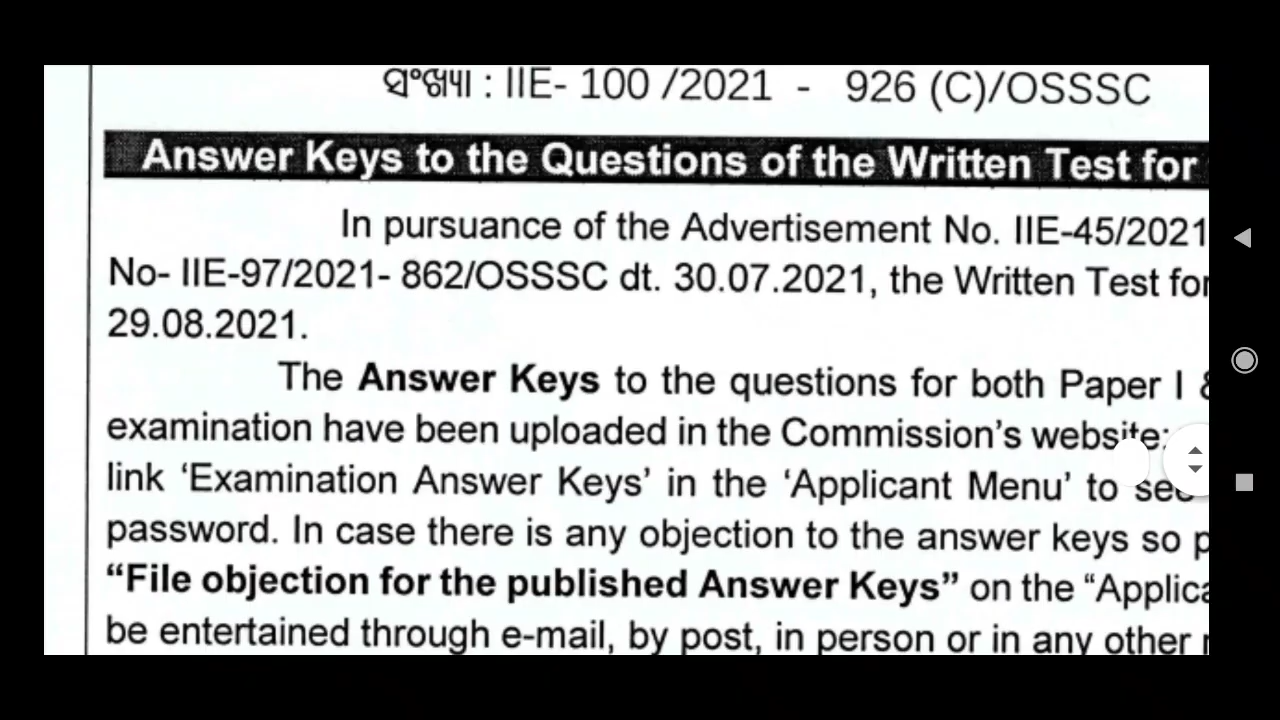 ସଂଖ୍ୟା : IIE- 100 /2021 - 926 (C)/OSSSC
Answer Keys to the Questions of the Written Test for
In pursuance of the Advertisement No. IIE-45/2021
No- IIE-97/2021- 862/OSSSC dt. 30.07.2021, the Written Test for
29.08.2021.
The Answer Keys to the questions for both Paper I &
examination have been uploaded in the Commission's website:
link ‘Examination Answer Keys’ in the ‘Applicant Menu’ to see
password. In case there is any objection to the answer keys so p
“File objection for the published Answer Keys” on the “Applica
be entertained through e-mail, by post, in person or in any other